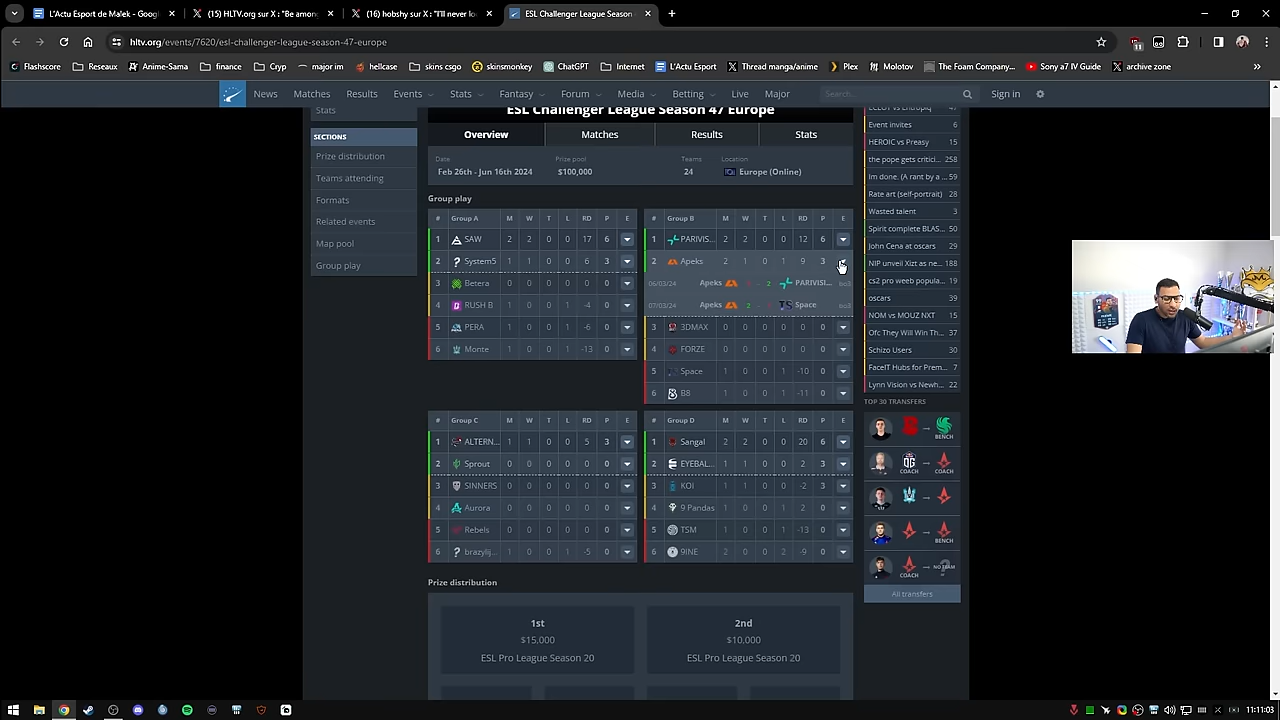 L'Actu Esport de Malek - Googl
(15) HLTV.org sur X : "Be among
(16) hobshy sur X : "I'll never lo
ESL Challenger League Season 4
hltv.org/events/7620/esl-challenger-league-season-47-europe
Flashscore
Reseaux
Anime-Sama
finance
Cryp
major im
hellcase
skins csgo
skinsmonkey
ChatGPT
Internet
L'Actu Esport
Thread manga/anime
Plex
Molotov
The Foam Company...
Sony a7 IV Guide
archive zone
News Matches Results Events Stats Fantasy Forum Media Betting Live Major Search... Sign in
Stats
SECTIONS
Prize distribution
Teams attending
Formats
Related events
Map pool
Group play
ESL Challenger League Season 47 Europe
Overview Matches Results Stats
Date Prize pool Teams Location
Feb 26th - Jun 16th 2024 $100,000 24 Europe (Online)
Group play
# Group A M W T L RD P E
1 SAW 2 2 0 0 17 6
2 System5 1 1 0 0 6 3
3 Betera 0 0 0 0 0 0
4 RUSH B 1 0 0 1 -4 0
5 PERA 1 0 0 1 -6 0
6 Monte 1 0 0 1 -13 0
# Group B M W T L RD P E
1 PARIVIS... 2 2 0 0 12 6
2 Apeks 2 1 0 1 9 3
06/03/24 Apeks - 2 PARIVISI... bo3
07/03/24 Apeks 2 - Space bo3
3 3DMAX 0 0 0 0 0 0
4 FORZE 0 0 0 0 0 0
5 Space 1 0 0 1 -10 0
6 B8 1 0 0 1 -11 0
# Group C M W T L RD P E
1 ALTERN... 1 1 0 0 5 3
2 Sprout 0 0 0 0 0 0
3 SINNERS 0 0 0 0 0 0
4 Aurora 0 0 0 0 0 0
5 Rebels 0 0 0 0 0 0
6 brazylij... 1 0 0 1 -5 0
# Group D M W T L RD P E
1 Sangal 2 2 0 0 20 6
2 EYEBAL... 1 1 0 0 2 3
3 KOI 1 1 0 0 -2 3
4 9 Pandas 1 0 0 1 2 0
5 TSM 1 0 0 1 -13 0
6 9INE 2 0 0 2 -9 0
Prize distribution
1st
$15,000
ESL Pro League Season 20
2nd
$10,000
ESL Pro League Season 20
ECLOT vs Entropiq 47
Event invites 6
HEROIC vs Preasy 15
the pope gets critici... 258
Im done. (A rant by a ... 59
Rate art (self-portrait) 28
Wasted talent 3
Spirit complete BLAS... 50
John Cena at oscars 29
NIP unveil Xizt as ne... 188
cs2 pro weeb popula... 19
oscars 39
NOM vs MOUZ NXT 15
Ofc They Will Win Th... 37
Schizo Users 30
FaceIT Hubs for Prem... 7
Lynn Vision vs Newh... 22
TOP 30 TRANSFERS
BENCH
COACH COACH
BENCH
COACH NO TEAM
All transfers
11:11:03